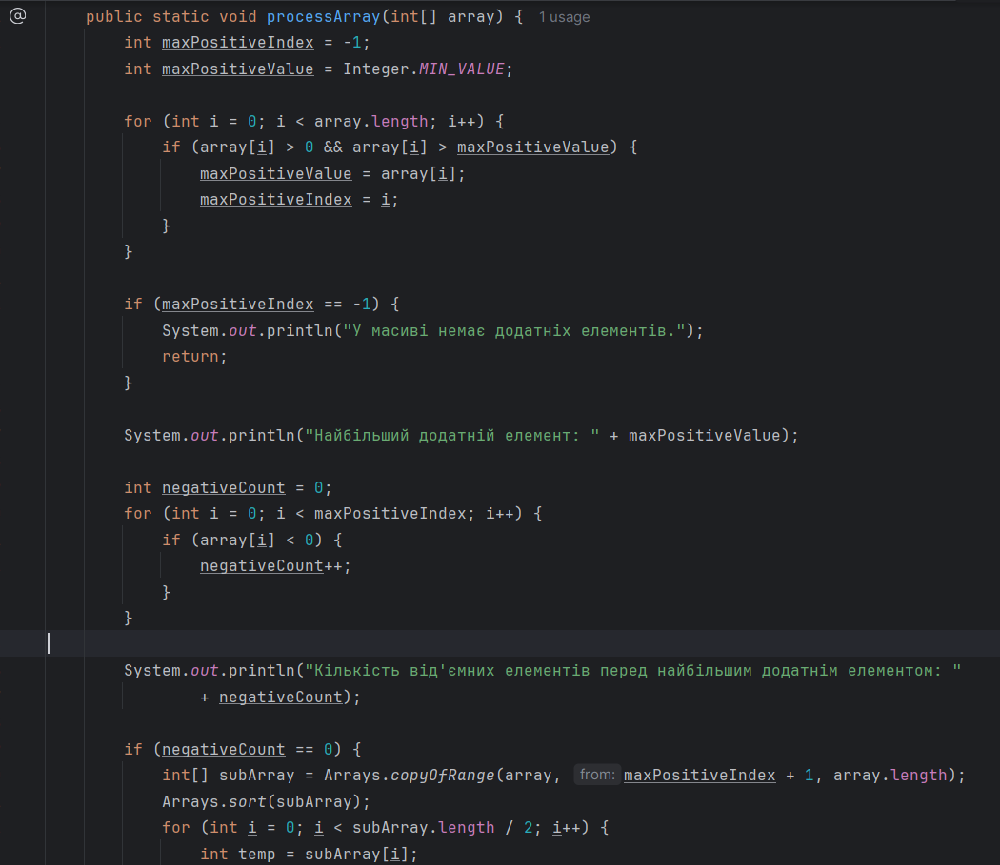 @ public static void processArray(int[] array) { 1 usage
int maxPositiveIndex = -1;
int maxPositiveValue = Integer.MIN_VALUE;
for (int i = 0; i < array.length; i++) {
if (array[i] > 0 && array[i] > maxPositiveValue) {
maxPositiveValue = array[i];
maxPositiveIndex = i;
}
}
if (maxPositiveIndex == -1) {
System.out.println("У масиві немає додатніх елементів.");
return;
}
System.out.println("Найбільший додатній елемент: " + maxPositiveValue);
int negativeCount = 0;
for (int i = 0; i < maxPositiveIndex; i++) {
if (array[i] < 0) {
negativeCount++;
}
}
System.out.println("Кількість від'ємних елементів перед найбільшим додатнім елементом: "
+ negativeCount);
if (negativeCount == 0) {
int[] subArray = Arrays.copyOfRange(array, from: maxPositiveIndex + 1, array.length);
Arrays.sort(subArray);
for (int i = 0; i < subArray.length / 2; i++) {
int temp = subArray[i];